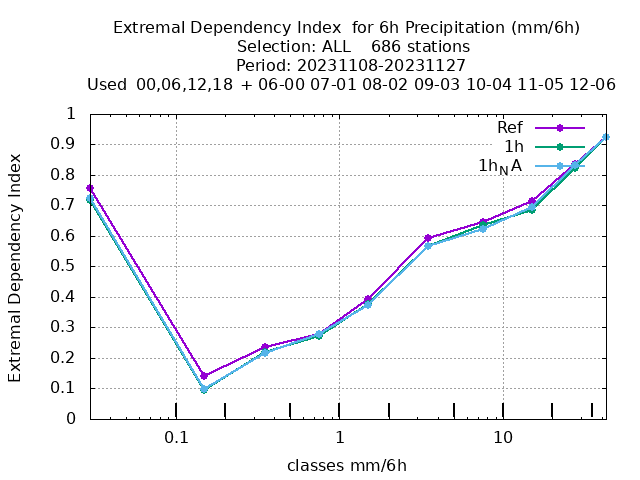 Extremal Dependency Index  for 6h Precipitation (mm/6h)
Selection: ALL    686 stations
Period: 20231108-20231127
Used  00,06,12,18 + 06-00 07-01 08-02 09-03 10-04 11-05 12-06
Ref
1h
1h_NA
Extremal Dependency Index
1
0.9
0.8
0.7
0.6
0.5
0.4
0.3
0.2
0.1
0
0.1 1 10
classes mm/6h